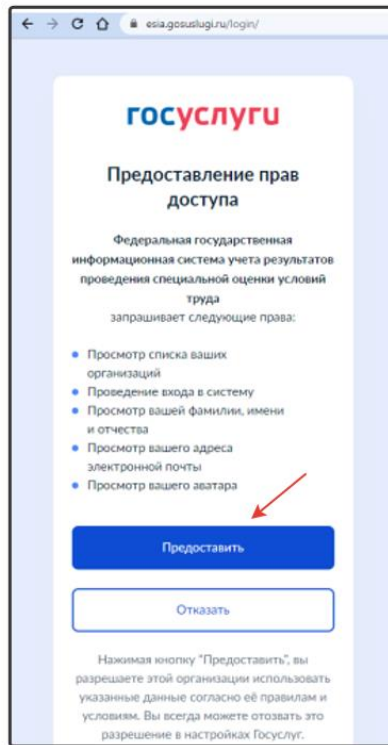 esia.gosuslugi.ru/login/
госуслуги
Предоставление прав
доступа
Федеральная государственная
информационная система учета результатов
проведения специальной оценки условий
труда
запрашивает следующие права:
Просмотр списка ваших
организаций
Проведение входа в систему
Просмотр вашей фамилии, имени
и отчества
Просмотр вашего адреса
электронной почты
Просмотр вашего аватара
Предоставить
Отказать
Нажимая кнопку "Предоставить", вы
разрешаете этой организации использовать
указанные данные согласно её правилам и
условиям. Вы всегда можете отозвать это
разрешение в настройках Госуслуг.